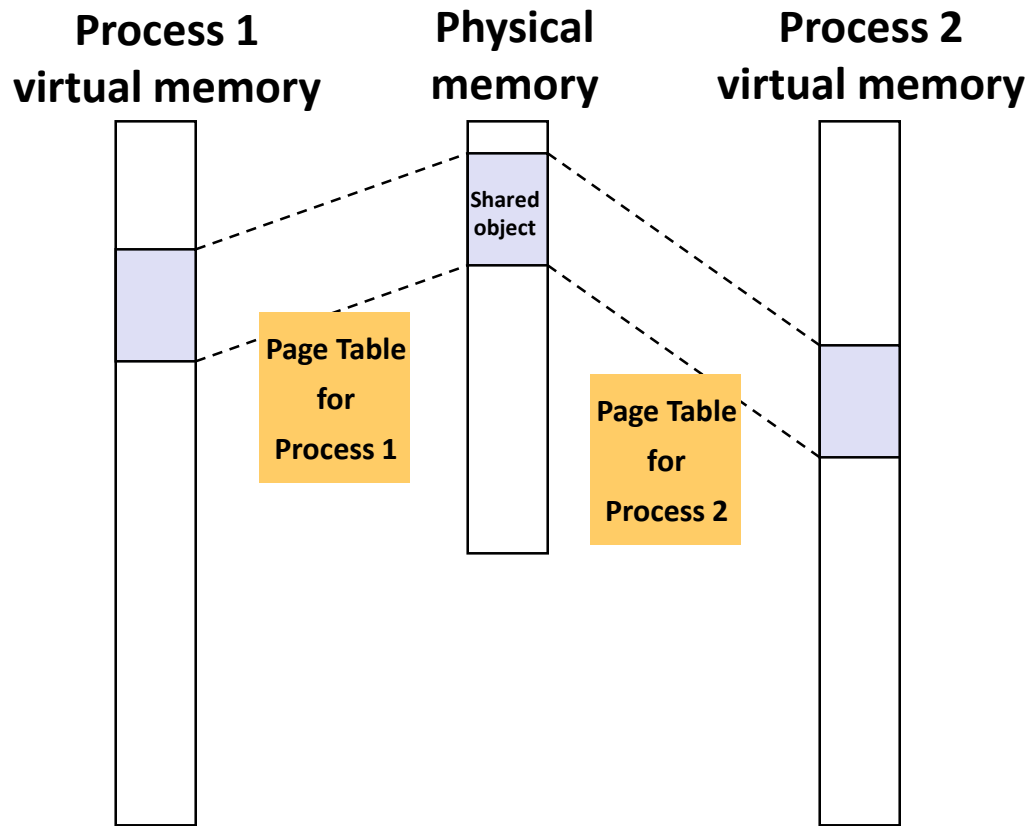 Process 1
virtual memory
Physical
memory
Process 2
virtual memory
Shared
object
Page Table
for
Process 1
Page Table
for
Process 2